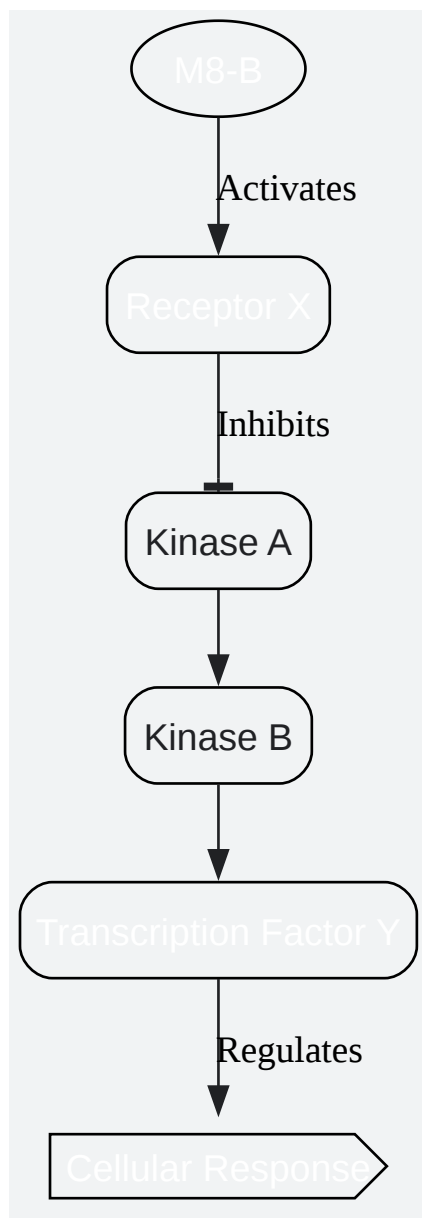 M8-B
Activates
Receptor X
Inhibits
Kinase A
Kinase B
Transcription Factor Y
Regulates
Cellular Response